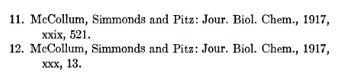 11. McCollum, Simmonds and Pitz: Jour. Biol. Chem., 1917,
xxix, 521.
12. McCollum, Simmonds and Pitz: Jour. Biol. Chem., 1917,
xxx, 13.